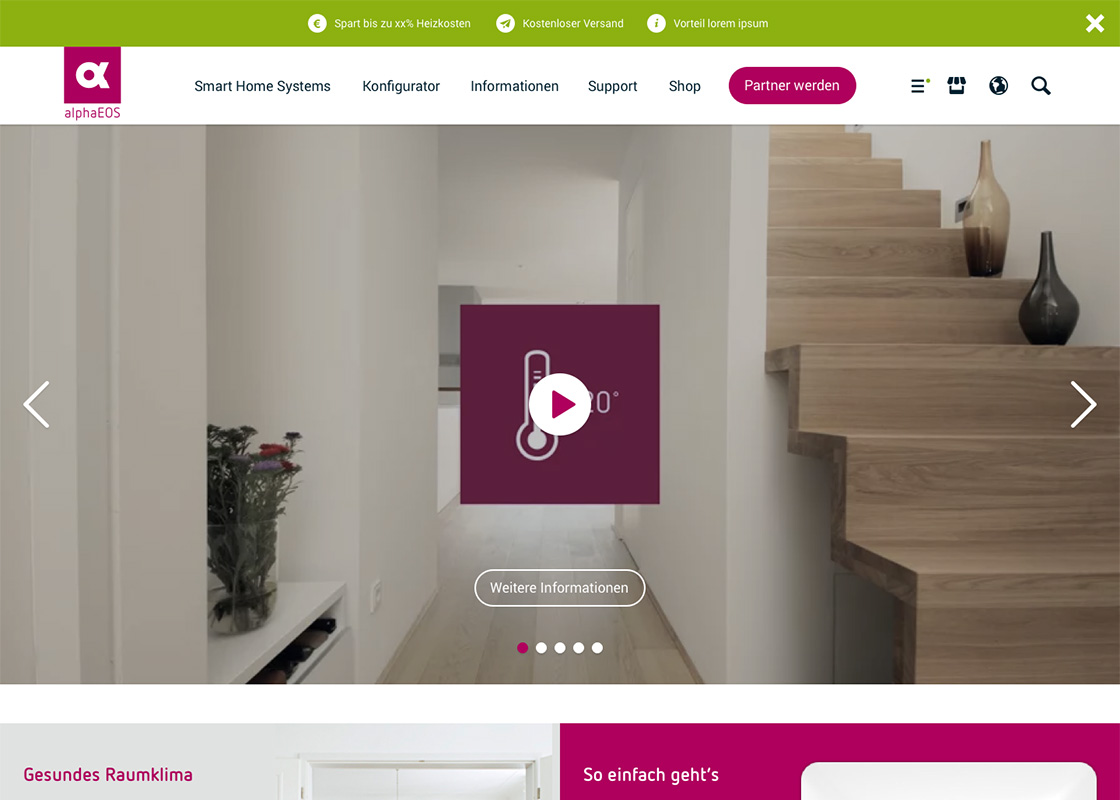 Spart bis zu xx% Heizkosten
Kostenloser Versand
Vorteil lorem ipsum
α
alphaEOS
Smart Home Systems
Konfigurator
Informationen
Support
Shop
Partner werden
20°
Weitere Informationen
Gesundes Raumklima
So einfach geht's